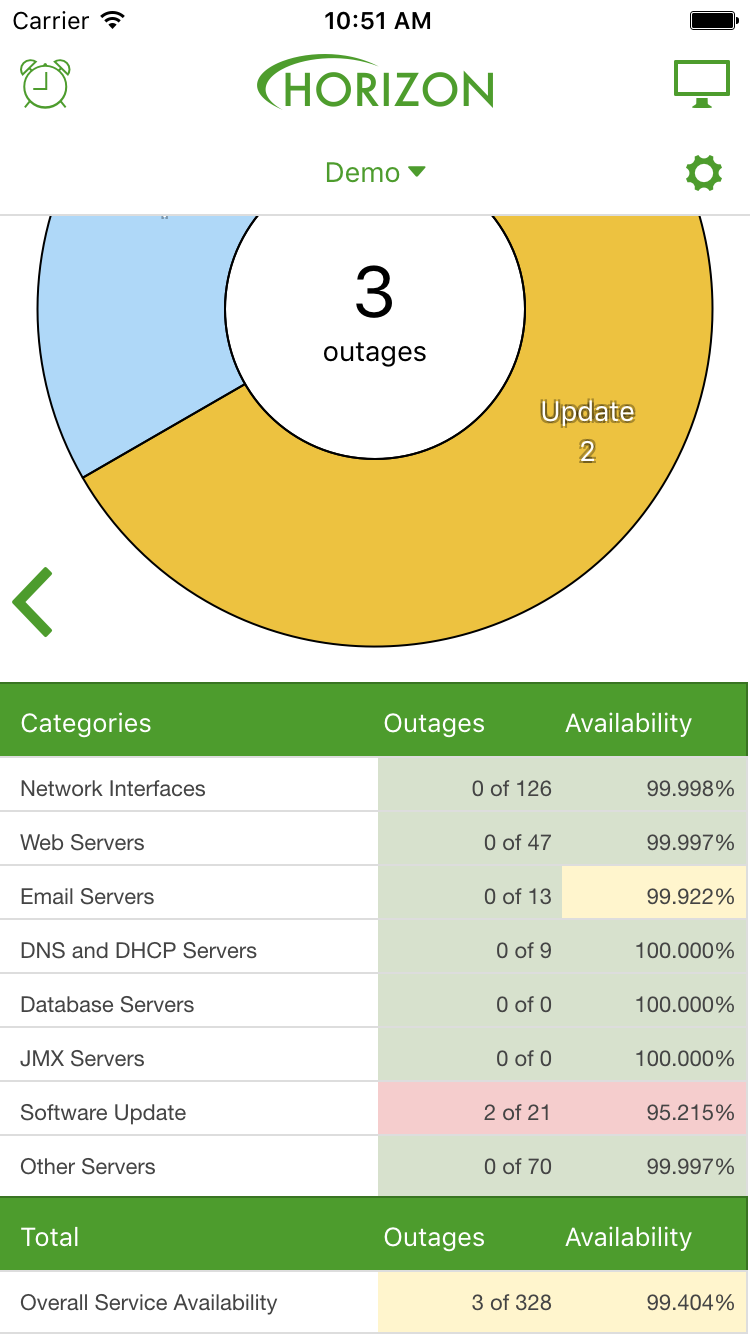 Carrier 10:51 AM
HORIZON
Demo
3
outages
Update
2
Categories Outages Availability
Network Interfaces 0 of 126 99.998%
Web Servers 0 of 47 99.997%
Email Servers 0 of 13 99.922%
DNS and DHCP Servers 0 of 9 100.000%
Database Servers 0 of 0 100.000%
JMX Servers 0 of 0 100.000%
Software Update 2 of 21 95.215%
Other Servers 0 of 70 99.997%
Total Outages Availability
Overall Service Availability 3 of 328 99.404%